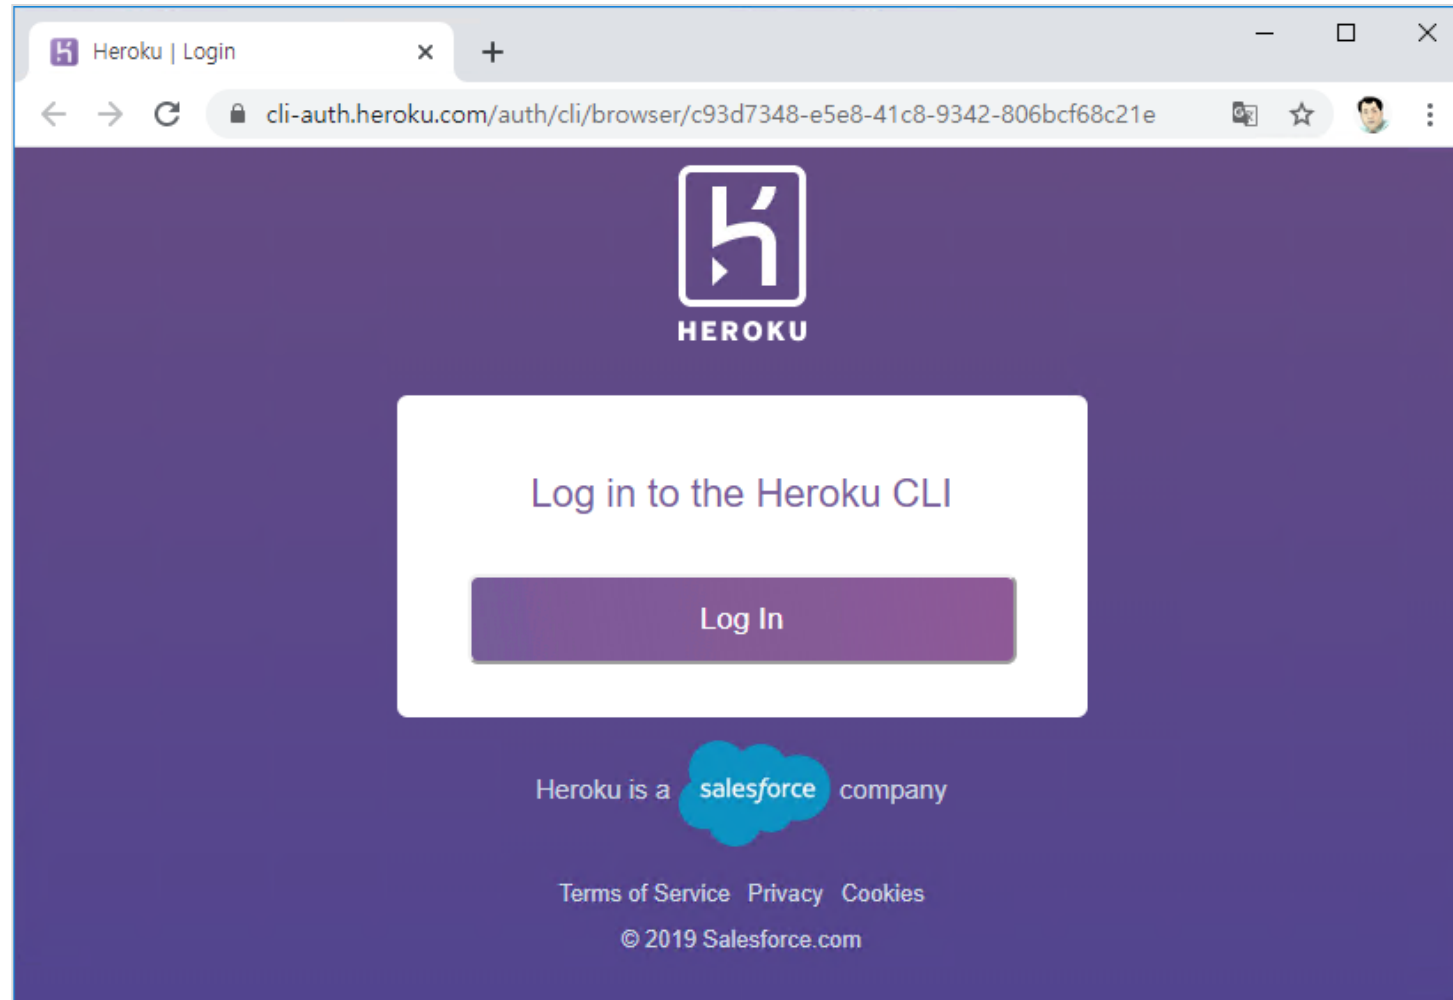 Heroku | Login
cli-auth.heroku.com/auth/cli/browser/c93d7348-e5e8-41c8-9342-806bcf68c21e
HEROKU
Log in to the Heroku CLI
Log In
Heroku is a salesforce company
Terms of Service Privacy Cookies
© 2019 Salesforce.com